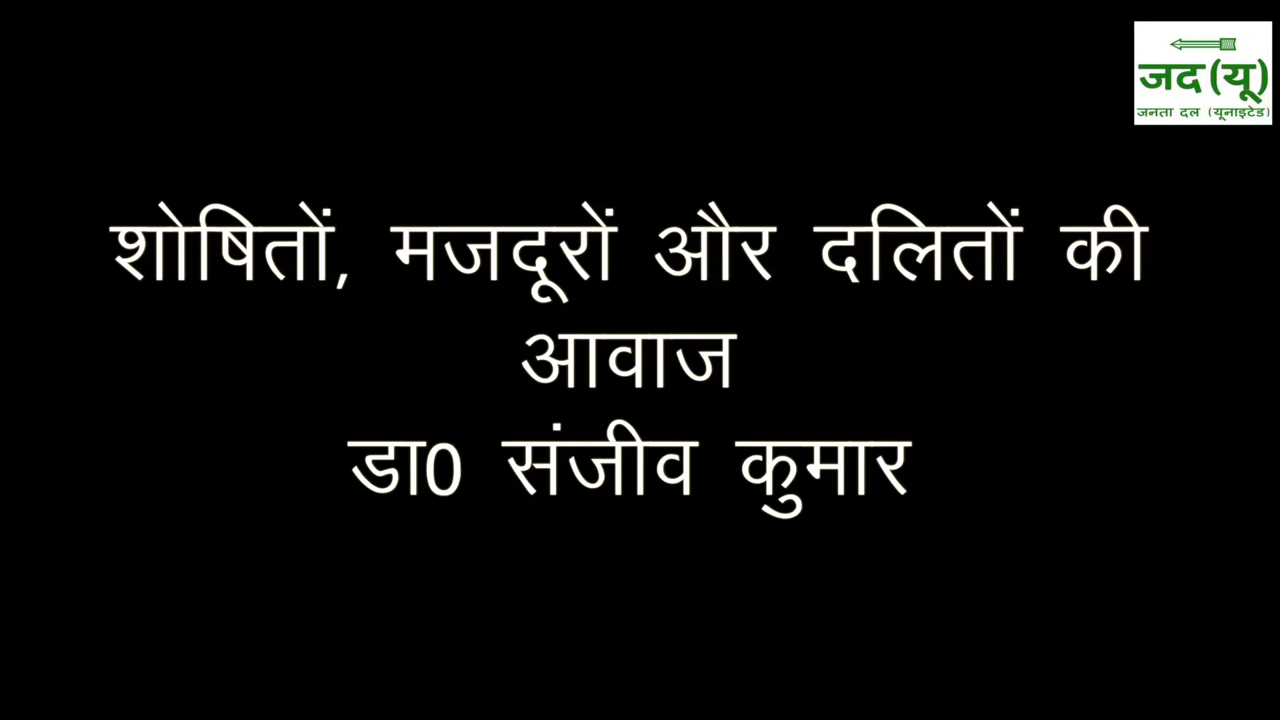 जद(यू)
जनता दल (यूनाइटेड)
शोषितों, मजदूरों और दलितों की
आवाज
डा0 संजीव कुमार